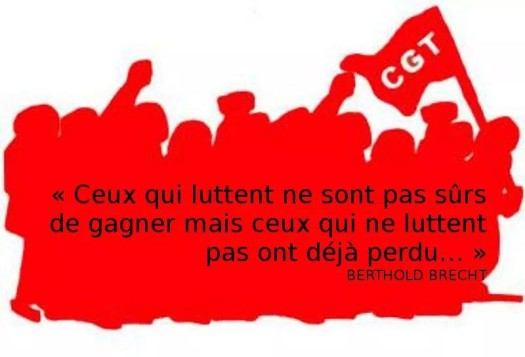 CGT
« Ceux qui luttent ne sont pas sûrs
de gagner mais ceux qui ne luttent
pas ont déjà perdu... »
BERTHOLD BRECHT